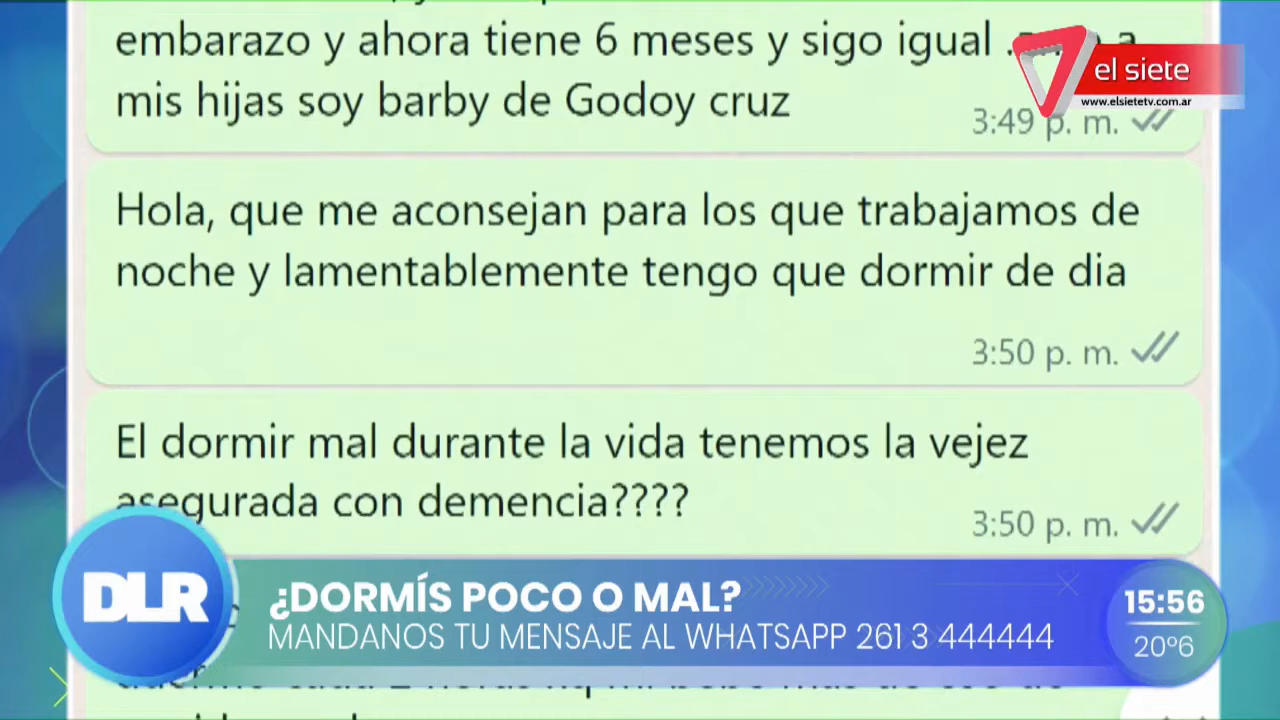 embarazo y ahora tiene 6 meses y sigo igual
mis hijas soy barby de Godoy cruz
3:49 p. m.
el siete
www.elsietetv.com.ar
Hola, que me aconsejan para los que trabajamos de
noche y lamentablemente tengo que dormir de dia
3:50 p. m.
El dormir mal durante la vida tenemos la vejez
asegurada con demencia????
3:50 p. m.
DLR
¿DORMÍS POCO O MAL?
MANDANOS TU MENSAJE AL WHATSAPP 261 3 444444
15:56
20º6